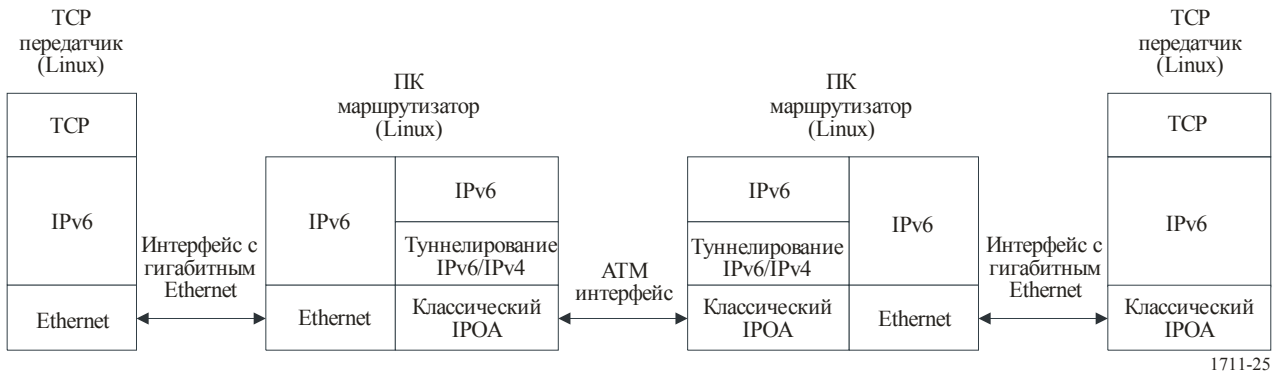 TCP
передатчик
(Linux)
TCP
IPv6
Ethernet
Интерфейс с
гигабитным
Ethernet
ПК
маршрутизатор
(Linux)
IPv6
Ethernet
IPv6
Туннелирование
IPv6/IPv4
Классический
IPOA
ATM
интерфейс
ПК
маршрутизатор
(Linux)
IPv6
Туннелирование
IPv6/IPv4
Классический
IPOA
IPv6
Ethernet
Интерфейс с
гигабитным
Ethernet
TCP
передатчик
(Linux)
TCP
IPv6
Классический
IPOA
1711-25